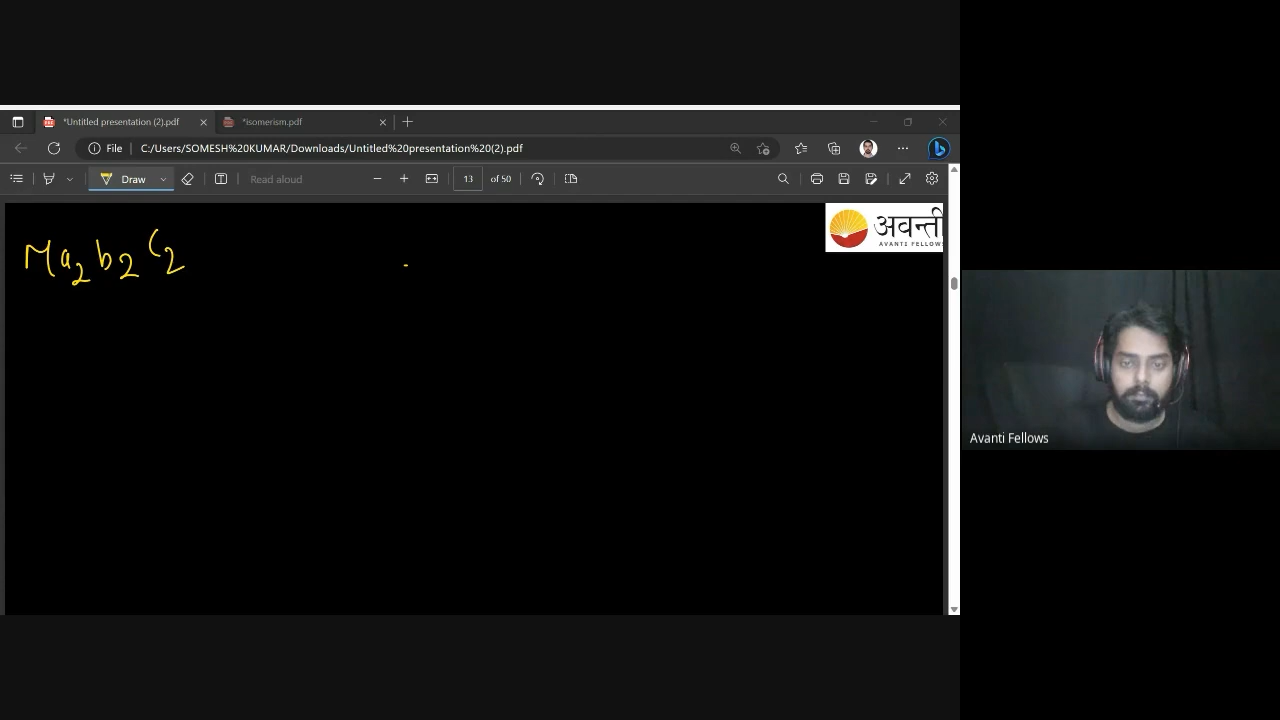 *Untitled presentation (2).pdf
*isomerism.pdf
File
C:/Users/SOMESH%20KUMAR/Downloads/Untitled%20presentation%20(2).pdf
Draw
Read aloud
13 of 50
अवन्ती
AVANTI FELLOWS
Ma2b2C2
Avanti Fellows